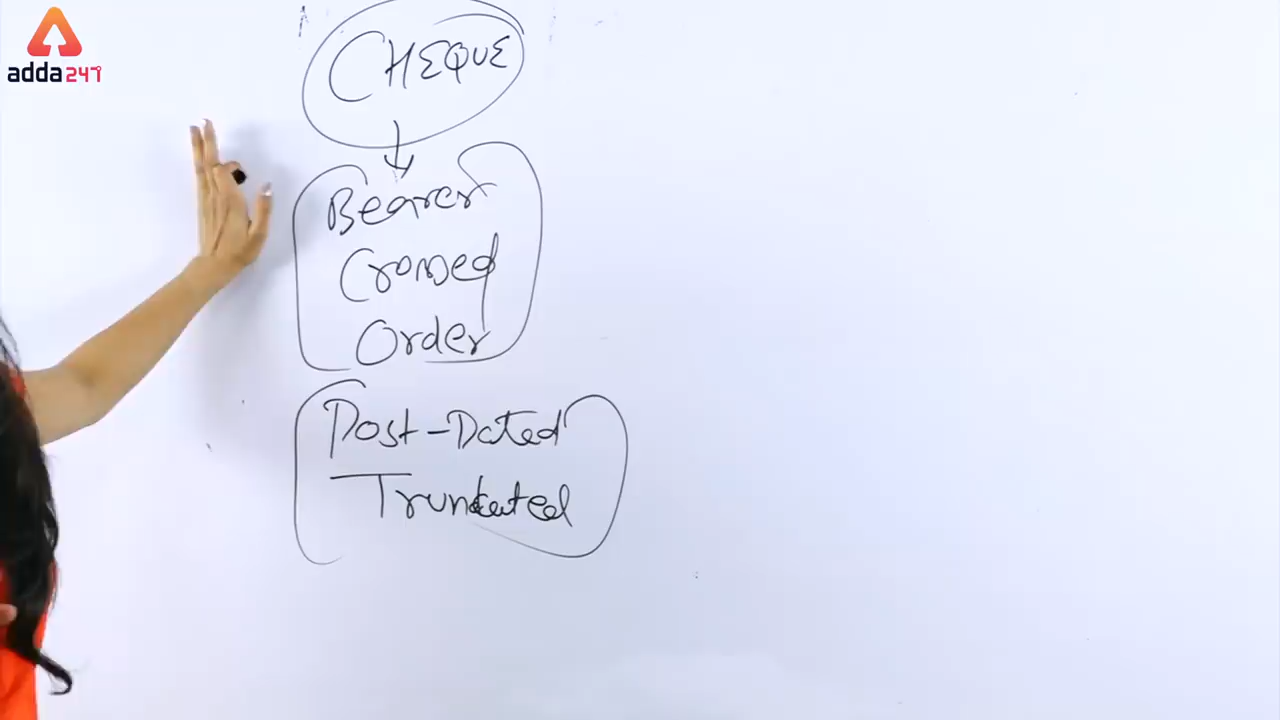 adda247
CHEQUE
Bearer
Crossed
Order
Post-Dated
Truncated